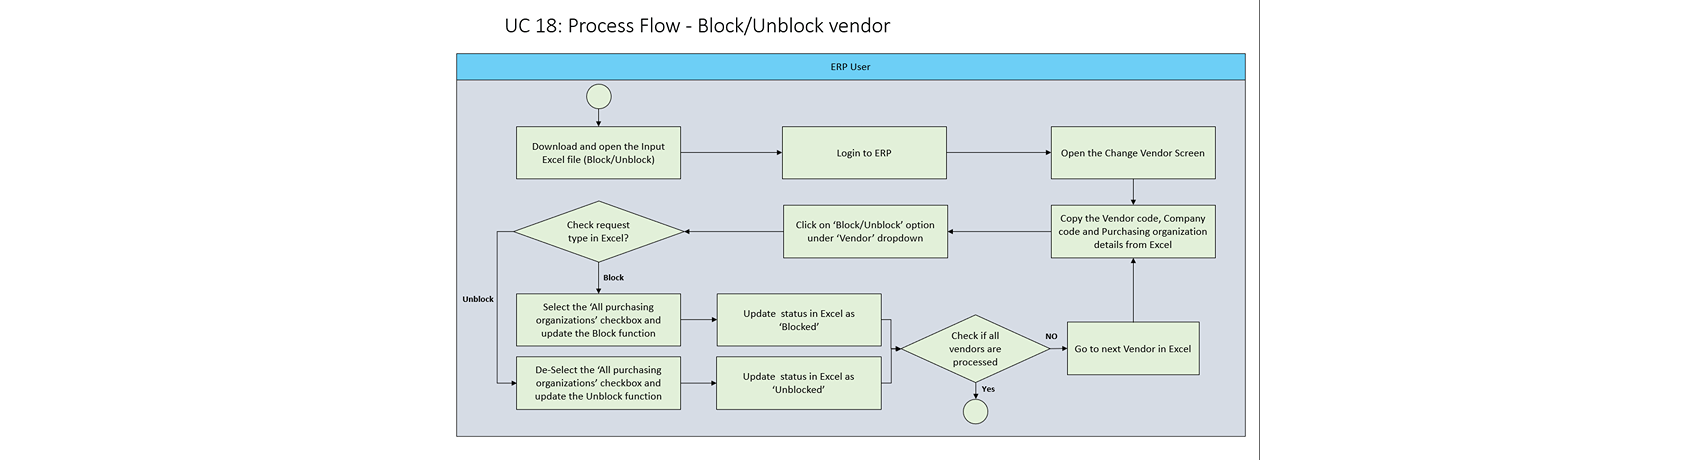 UC 18: Process Flow - Block/Unblock vendor
ERP User
Download and open the Input
Excel file (Block/Unblock)
Login to ERP
Open the Change Vendor Screen
Check request
type in Excel?
Click on ‘Block/Unblock’ option
under ‘Vendor’ dropdown
Copy the Vendor code, Company
code and Purchasing organization
details from Excel
Block
Unblock
Select the ‘All purchasing
organizations’ checkbox and
update the Block function
Update status in Excel as
‘Blocked’
Check if all
vendors are
processed
NO
Go to next Vendor in Excel
De-Select the ‘All purchasing
organizations’ checkbox and
update the Unblock function
Update status in Excel as
‘Unblocked’
Yes